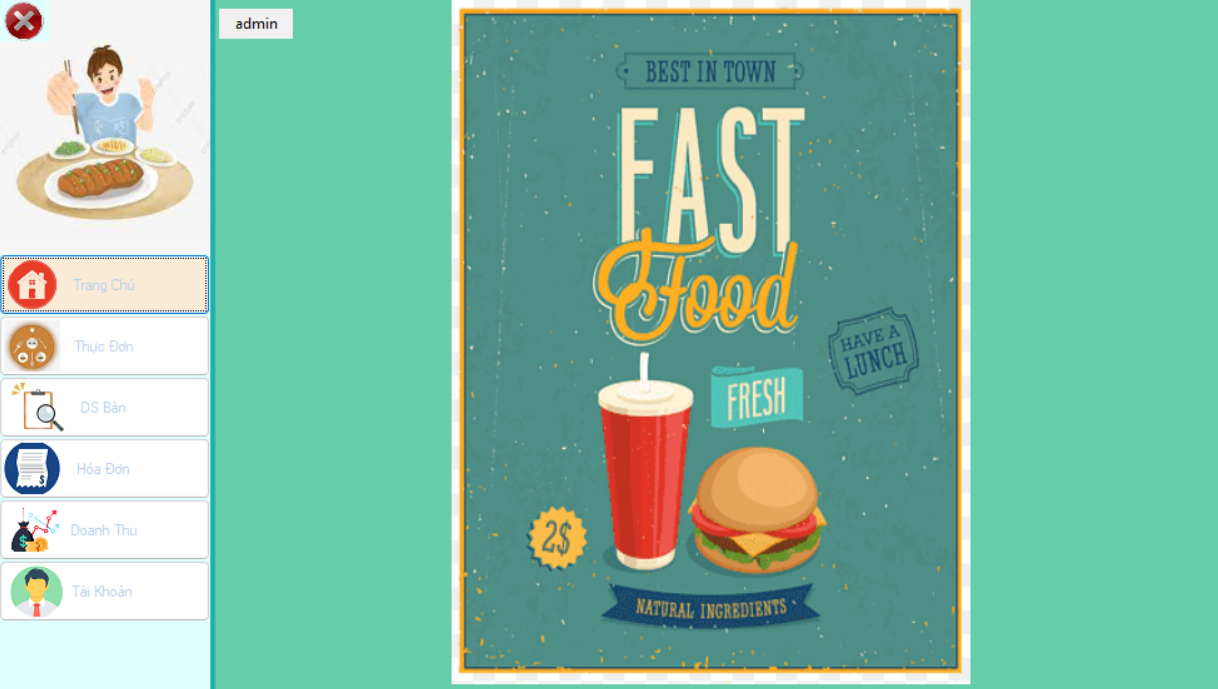 admin
Trang Chủ
Thực Đơn
DS Bàn
Hóa Đơn
Doanh Thu
Tài Khoản
BEST IN TOWN
FAST
Food
HAVE A
LUNCH
FRESH
2$
NATURAL INGREDIENTS